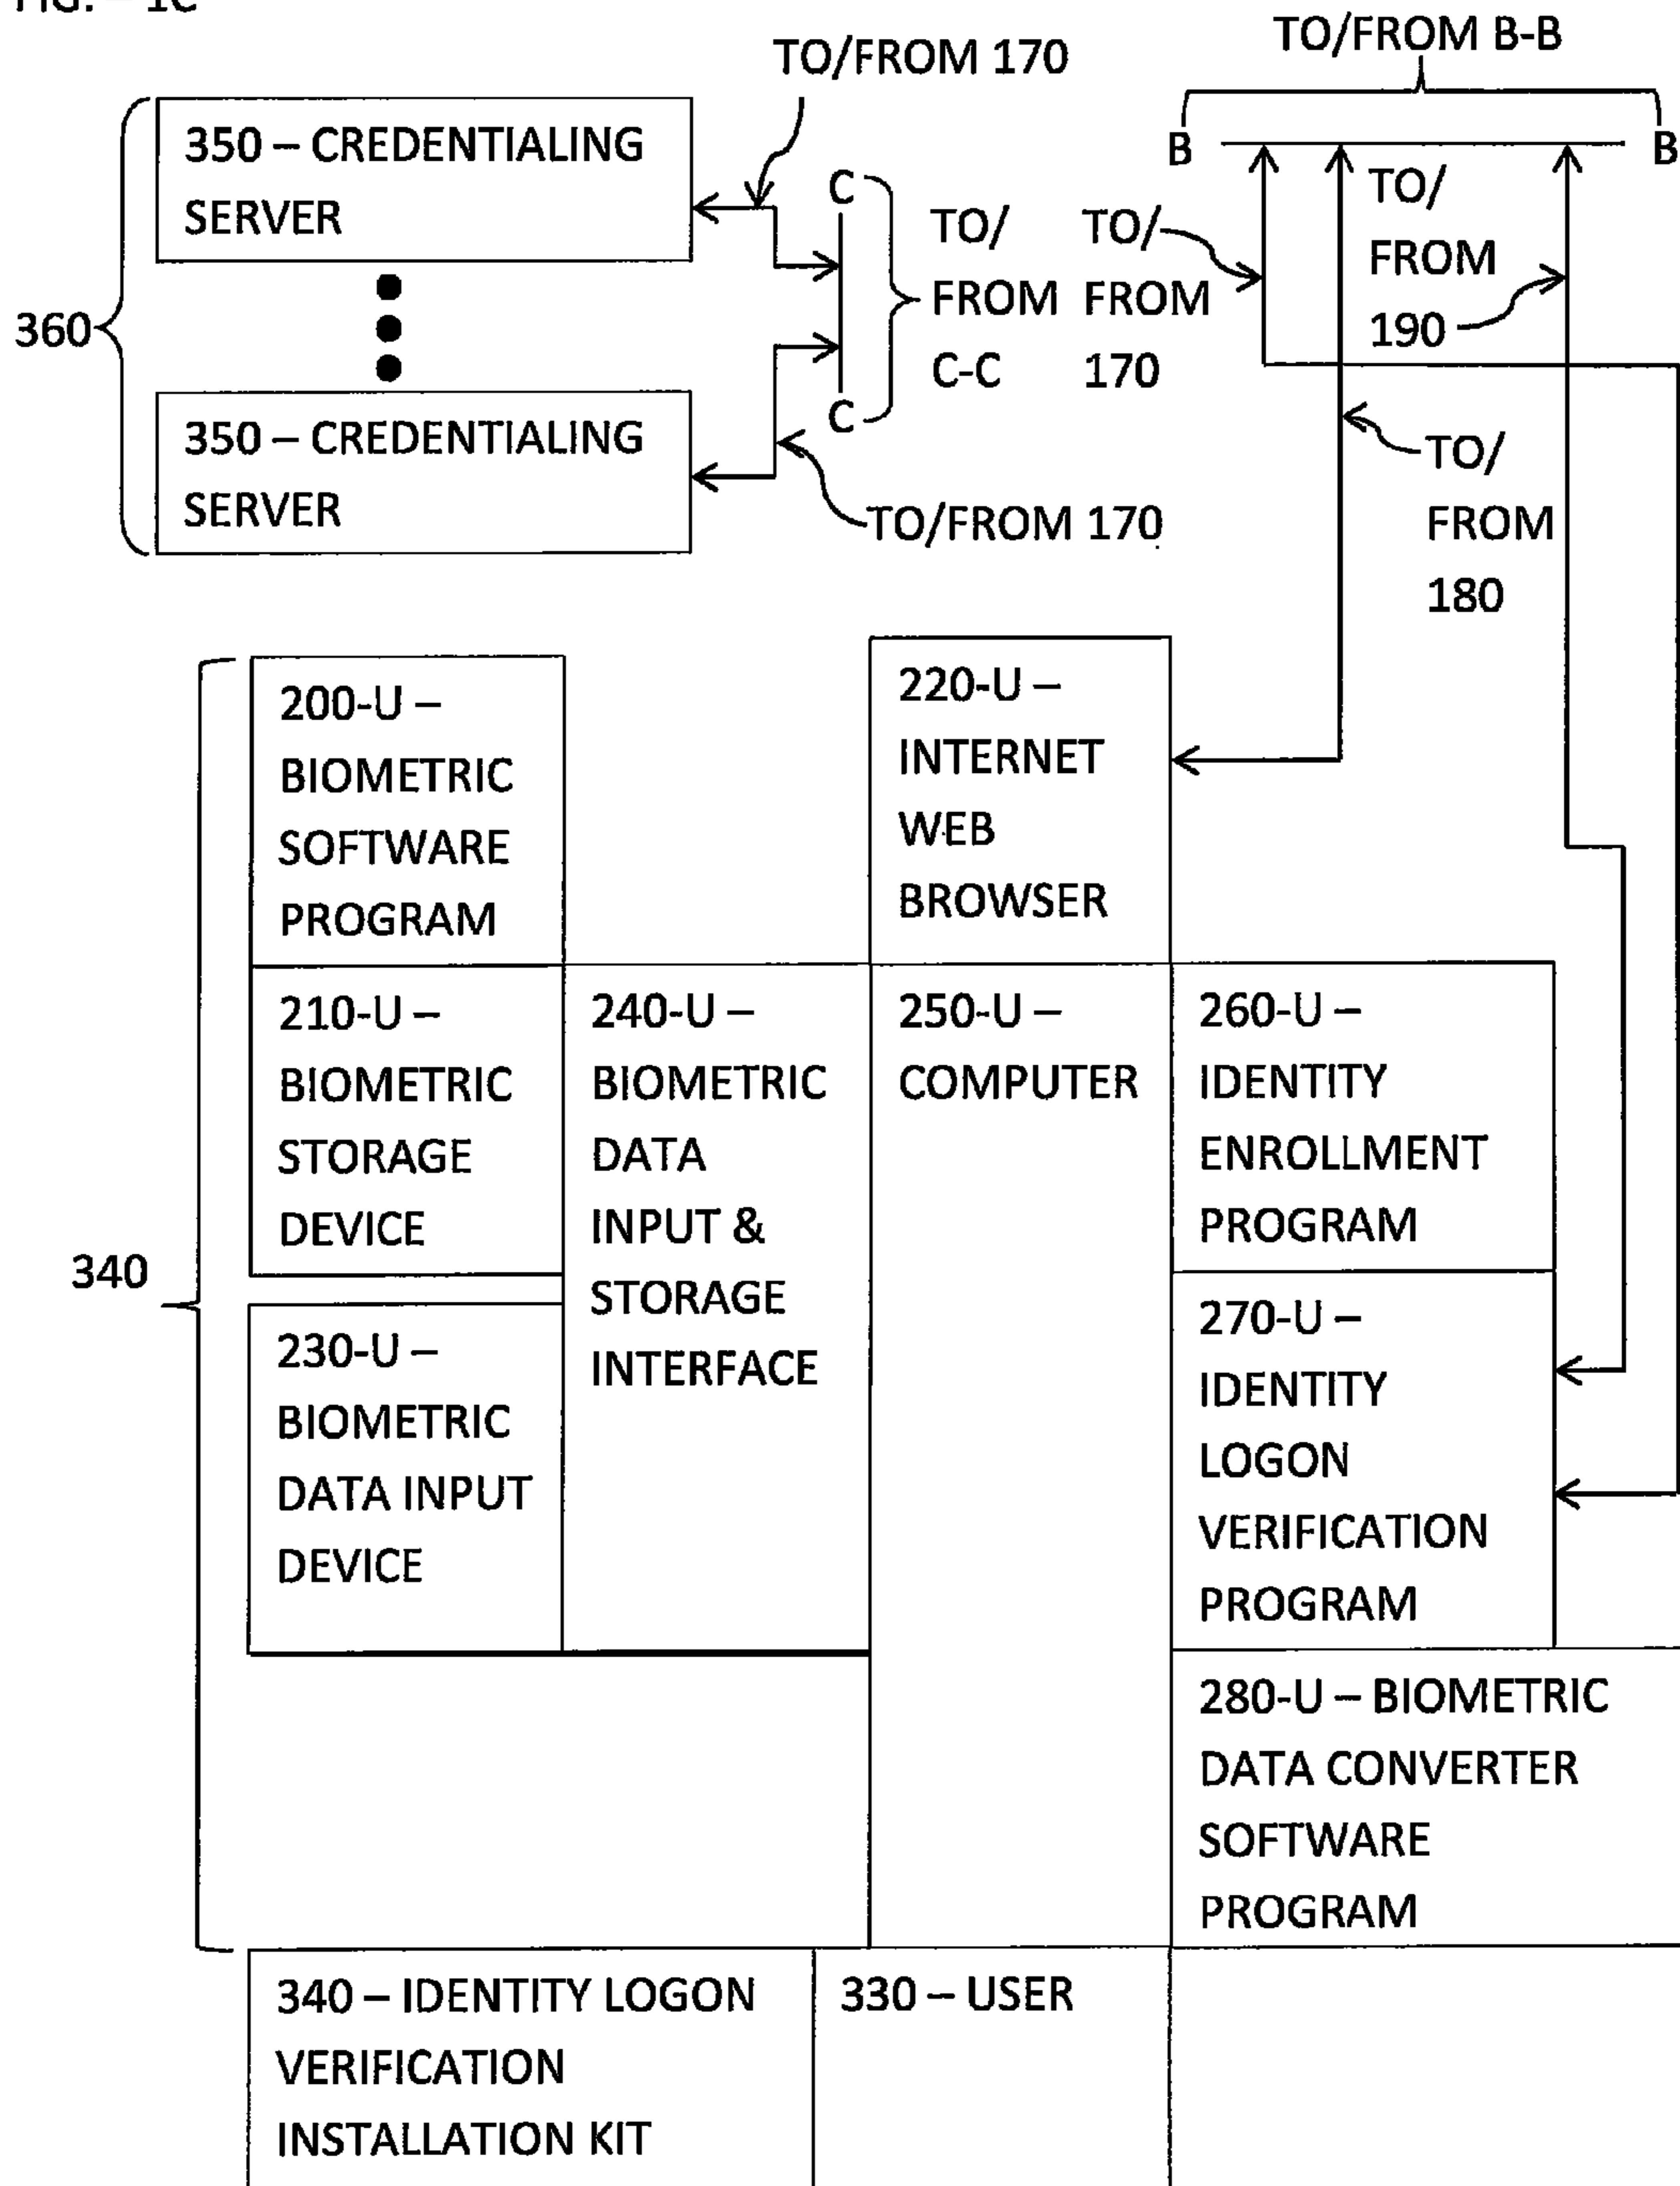 FIG. – 1C
TO/FROM 170
TO/FROM B-B
350 – CREDENTIALING
SERVER
B
B
C
TO/
FROM
C-C
TO/
FROM
170
TO/
FROM
190
360
350 – CREDENTIALING
SERVER
C
TO/FROM 170
TO/
FROM
180
200-U –
BIOMETRIC
SOFTWARE
PROGRAM
220-U –
INTERNET
WEB
BROWSER
210-U –
BIOMETRIC
STORAGE
DEVICE
240-U –
BIOMETRIC
DATA
INPUT &
STORAGE
INTERFACE
250-U –
COMPUTER
260-U –
IDENTITY
ENROLLMENT
PROGRAM
340
230-U –
BIOMETRIC
DATA INPUT
DEVICE
270-U –
IDENTITY
LOGON
VERIFICATION
PROGRAM
280-U – BIOMETRIC
DATA CONVERTER
SOFTWARE
PROGRAM
340 – IDENTITY LOGON
VERIFICATION
INSTALLATION KIT
330 – USER